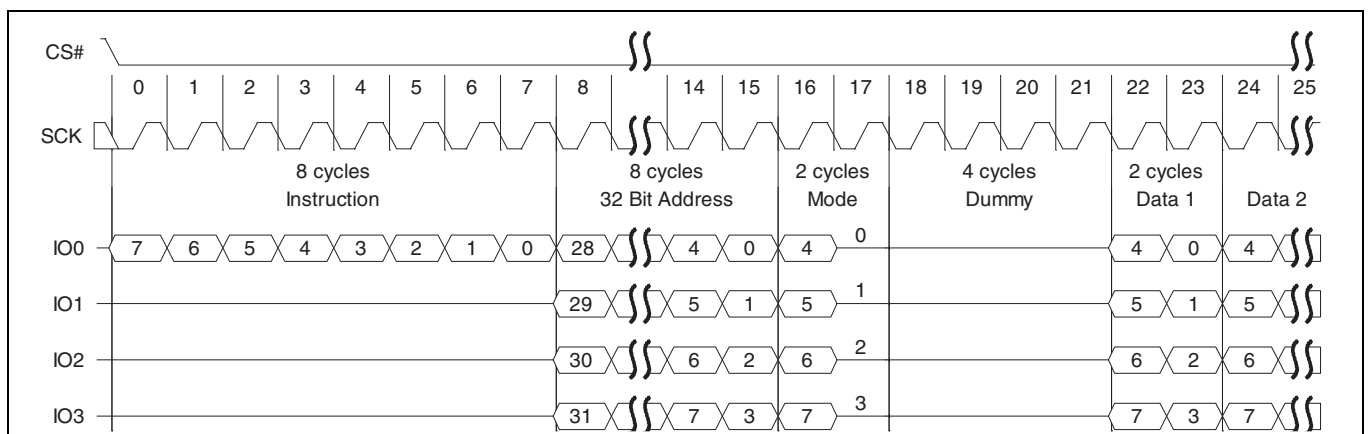 CS#
0 1 2 3 4 5 6 7 8 14 15 16 17 18 19 20 21 22 23 24 25
SCK
8 cycles 8 cycles 2 cycles 4 cycles 2 cycles
Instruction 32 Bit Address Mode Dummy Data 1 Data 2
IO0 7 6 5 4 3 2 1 0 28 4 0 4 0 4 0 4
IO1 29 5 1 5 1 5 1 5
IO2 30 6 2 6 2 6 2 6
IO3 31 7 3 7 3 7 3 7